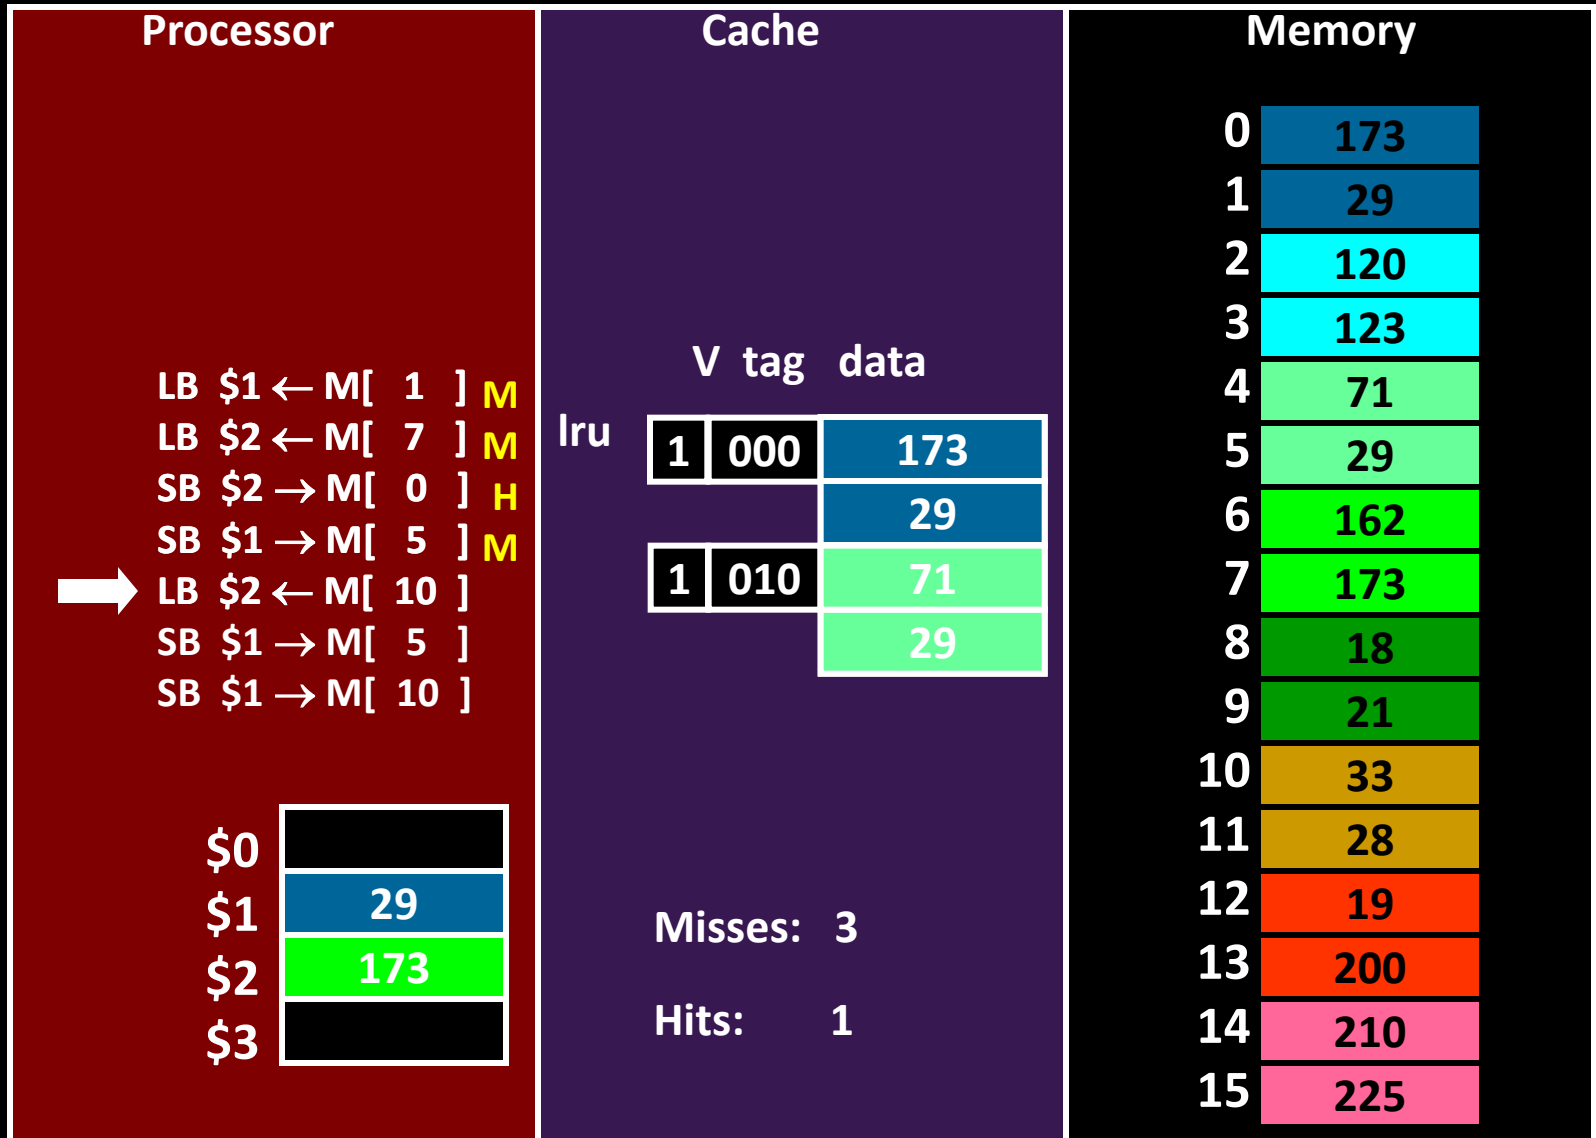 Processor
LB $1 ← M[ 1 ] M
LB $2 ← M[ 7 ] M
SB $2 → M[ 0 ] H
SB $1 → M[ 5 ] M
LB $2 ← M[ 10 ]
SB $1 → M[ 5 ]
SB $1 → M[ 10 ]
$0
$1 29
$2 173
$3
Cache
V tag data
lru 1 000 173
29
1 010 71
29
Misses: 3
Hits: 1
Memory
0 173
1 29
2 120
3 123
4 71
5 29
6 162
7 173
8 18
9 21
10 33
11 28
12 19
13 200
14 210
15 225